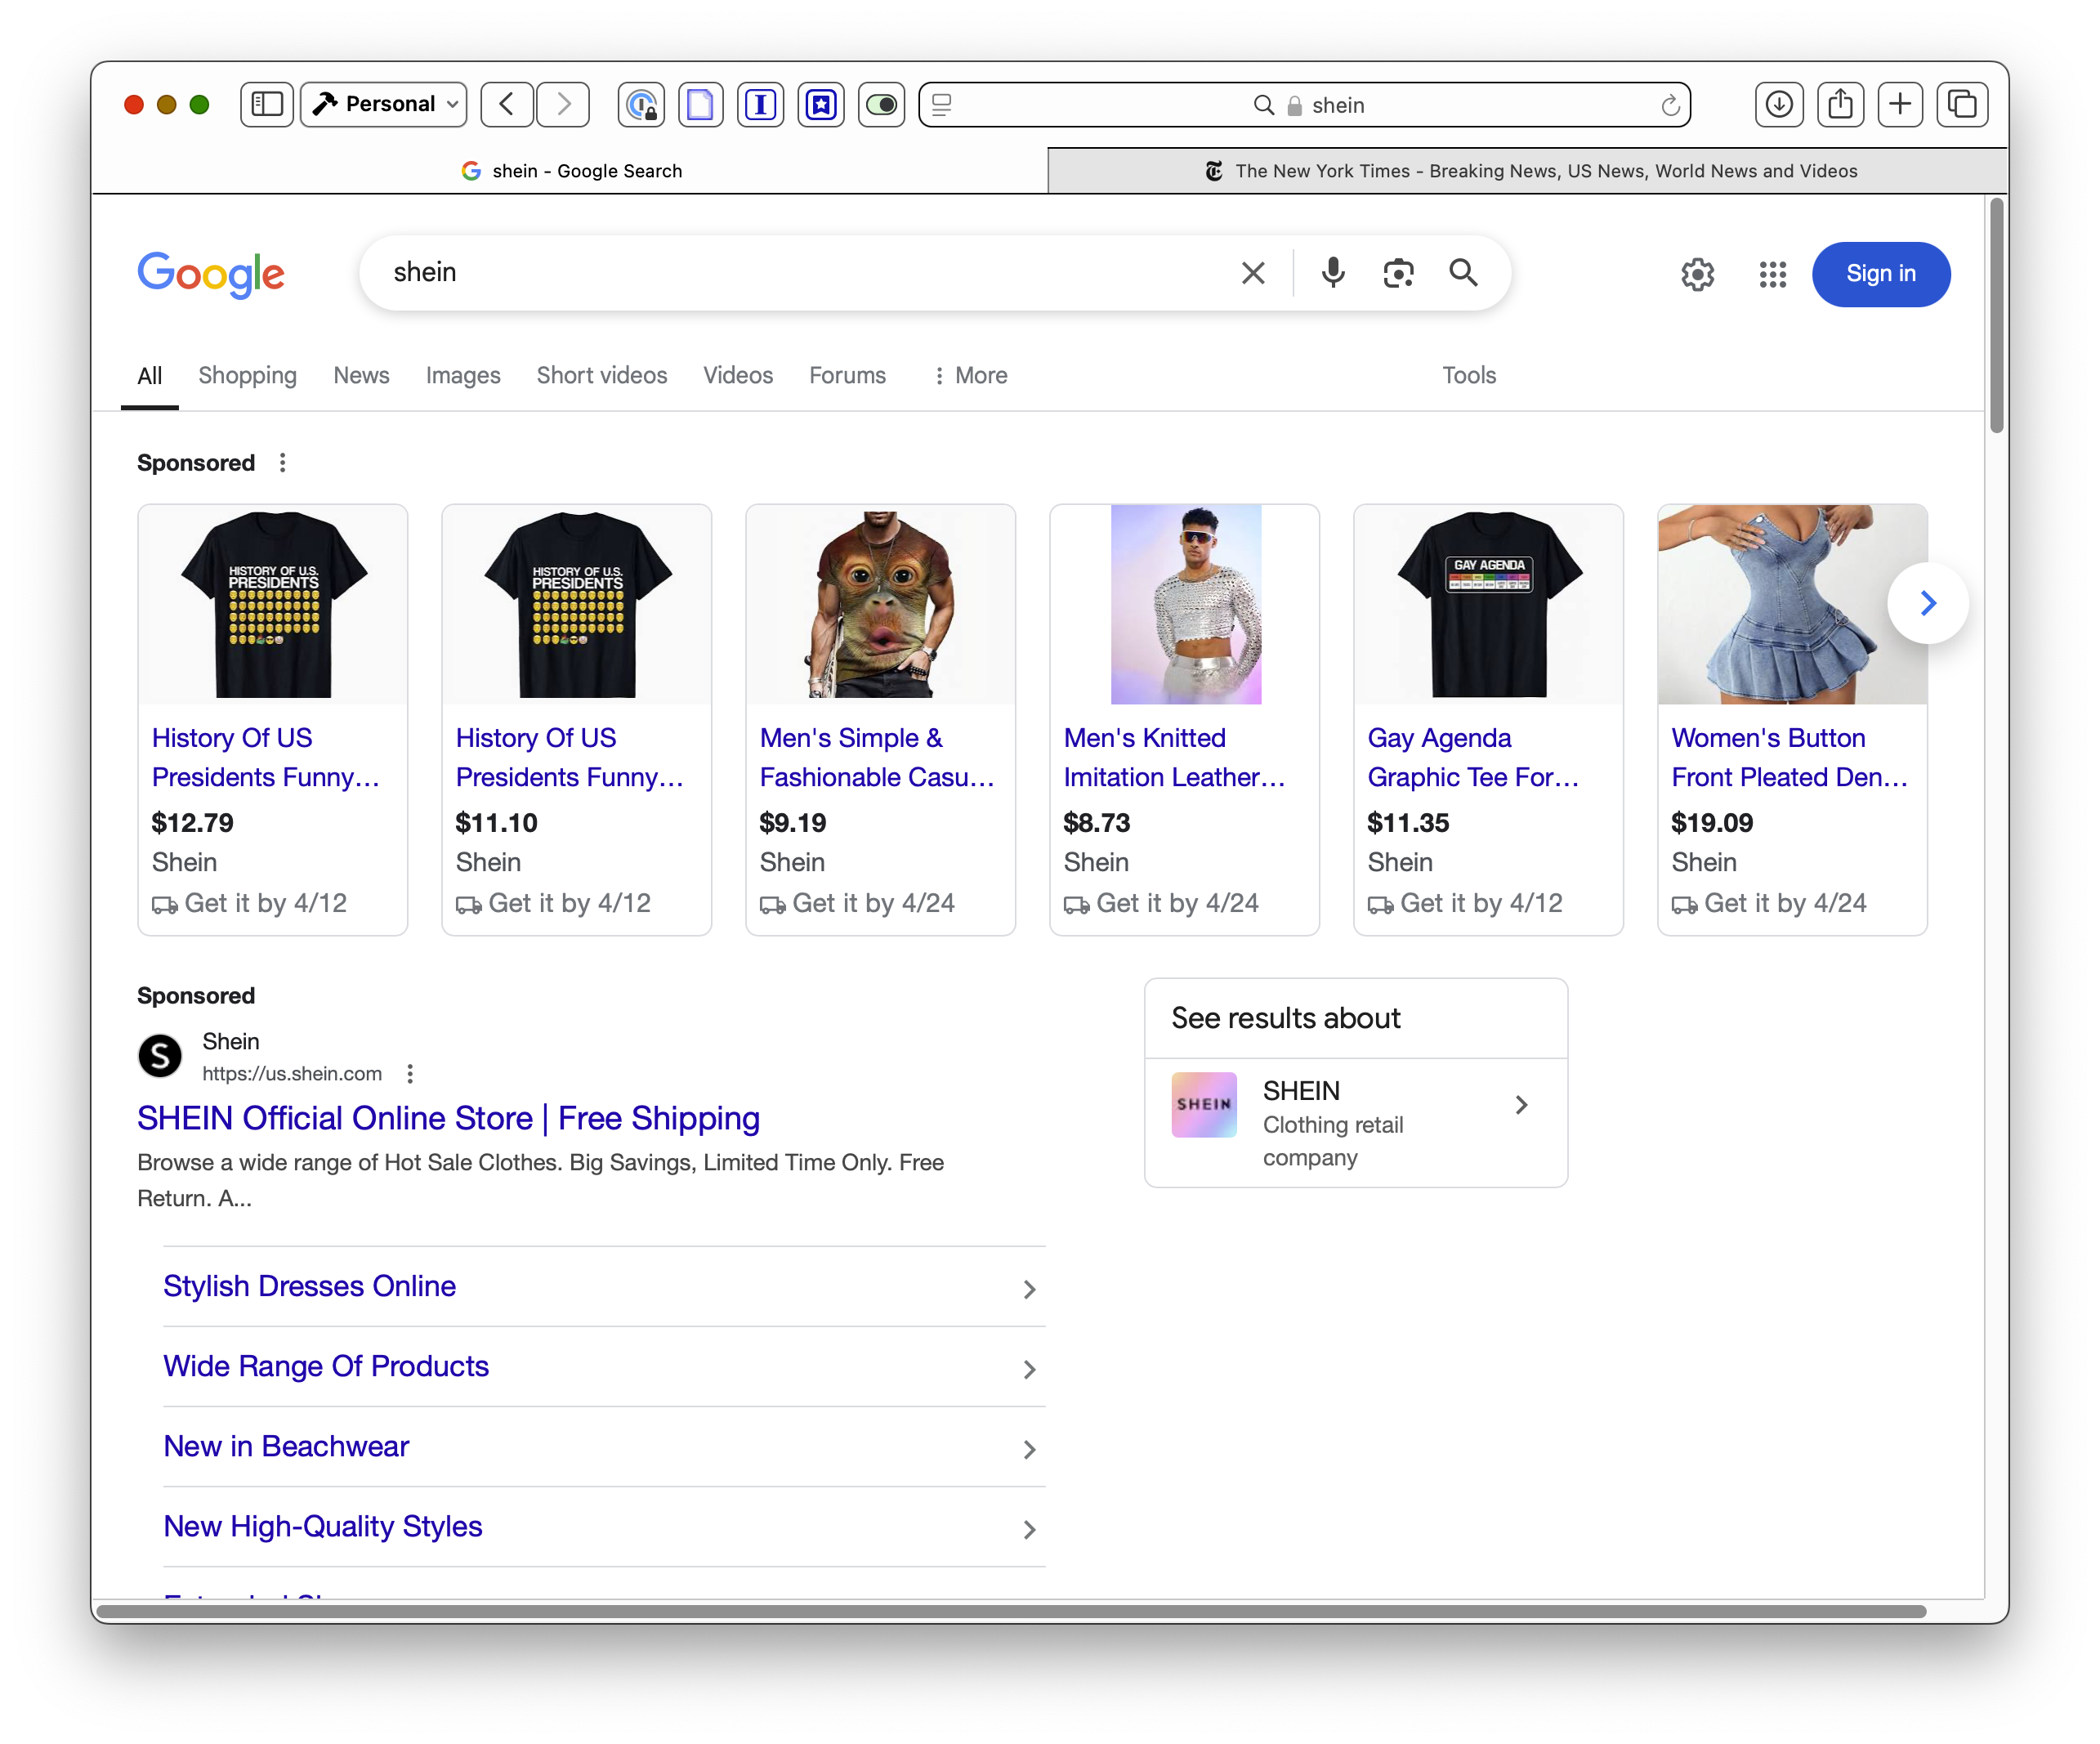 Personal
shein
shein - Google Search
The New York Times - Breaking News, US News, World News and Videos
Google
shein
Sign in
All
Shopping
News
Images
Short videos
Videos
Forums
More
Tools
Sponsored
HISTORY OF U.S.
PRESIDENTS
History Of US
Presidents Funny...
$12.79
Shein
Get it by 4/12
HISTORY OF U.S.
PRESIDENTS
History Of US
Presidents Funny...
$11.10
Shein
Get it by 4/12
Men's Simple &
Fashionable Casu...
$9.19
Shein
Get it by 4/24
Men's Knitted
Imitation Leather...
$8.73
Shein
Get it by 4/24
GAY AGENDA
Gay Agenda
Graphic Tee For...
$11.35
Shein
Get it by 4/12
Women's Button
Front Pleated Den...
$19.09
Shein
Get it by 4/24
Sponsored
S
Shein
https://us.shein.com
SHEIN Official Online Store | Free Shipping
Browse a wide range of Hot Sale Clothes. Big Savings, Limited Time Only. Free
Return. A...
Stylish Dresses Online
Wide Range Of Products
New in Beachwear
New High-Quality Styles
See results about
SHEIN
SHEIN
Clothing retail
company